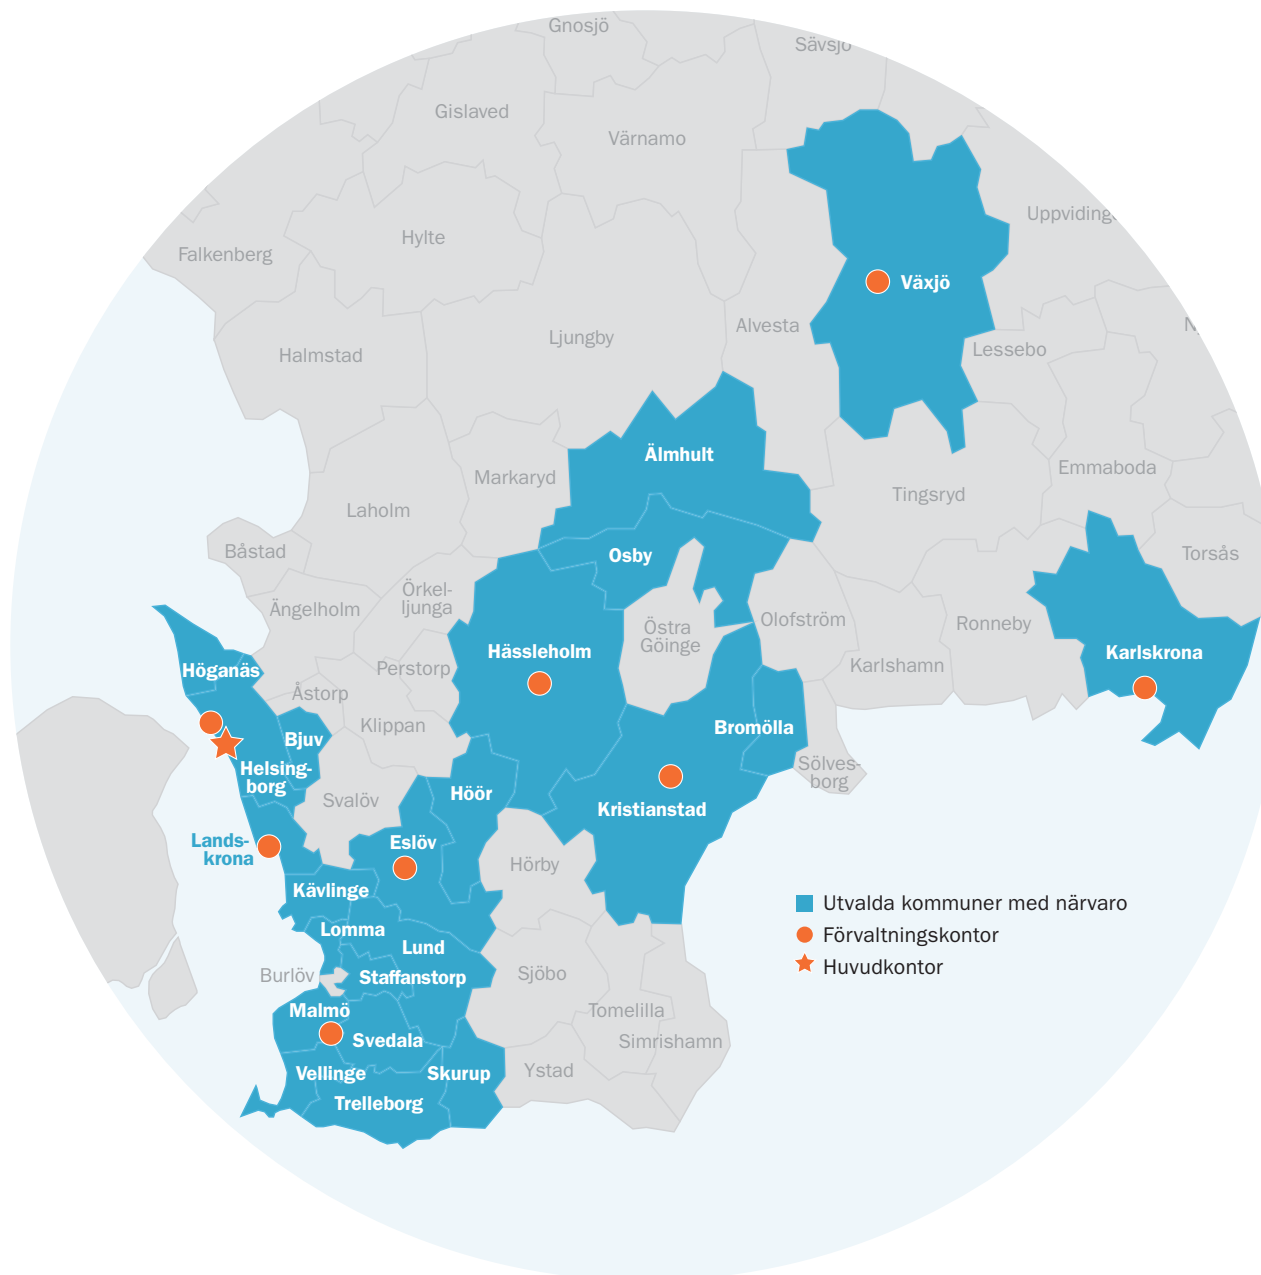 Gnosjö
Sävsjö
Gislaved
Värnamo
Uppviding
Hylte
Falkenberg
Växjö
Alvesta
Ljungby
Lessebo
Halmstad
Älmhult
Emmaboda
Markaryd
Tingsryd
Laholm
Båstad
Osby
Torsås
Örkel-
ljunga
Ängelholm
Östra
Göinge
Olofström
Ronneby
Hässleholm
Karlskrona
Karlshamn
Höganäs
Perstorp
Åstorp
Klippan
Bromölla
Bjuv
Helsing-
borg
Sölves-
borg
Höör
Svalöv
Kristianstad
Lands-
krona
Eslöv
Hörby
Kävlinge
Utvalda kommuner med närvaro
Förvaltningskontor
Huvudkontor
Lomma
Lund
Burlöv
Staffanstorp
Sjöbo
Malmö
Tomelilla
Svedala
Simrishamn
Vellinge
Skurup
Ystad
Trelleborg